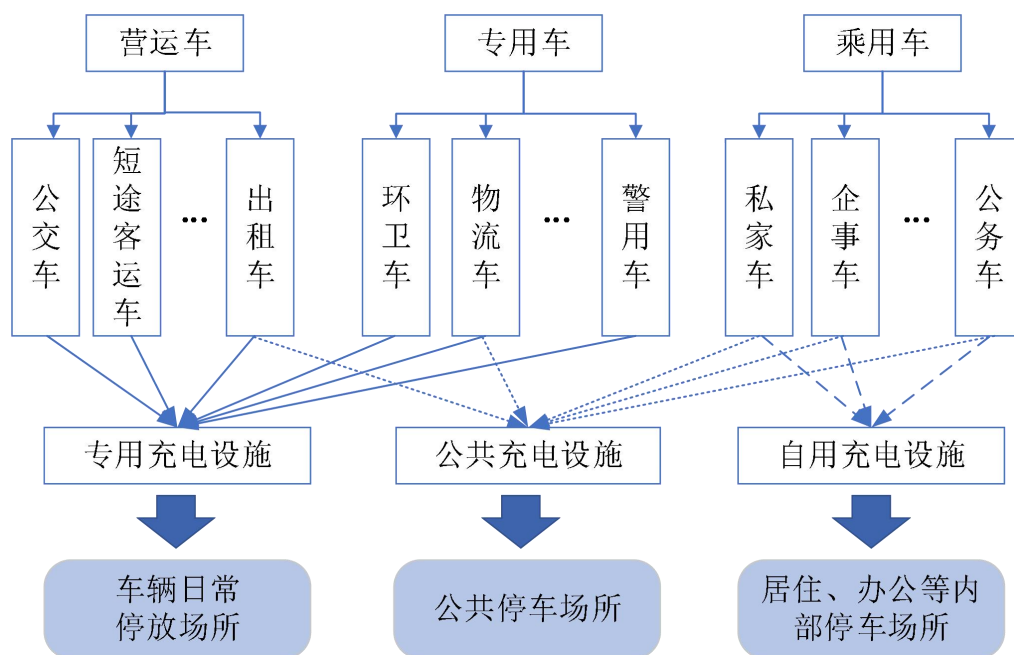 营运车
专用车
乘用车
公交车
短途客运车
...
出租车
环卫车
物流车
...
警用车
私家车
企事车
...
公务车
专用充电设施
公共充电设施
自用充电设施
车辆日常
停放场所
公共停车场所
居住、办公等内
部停车场所